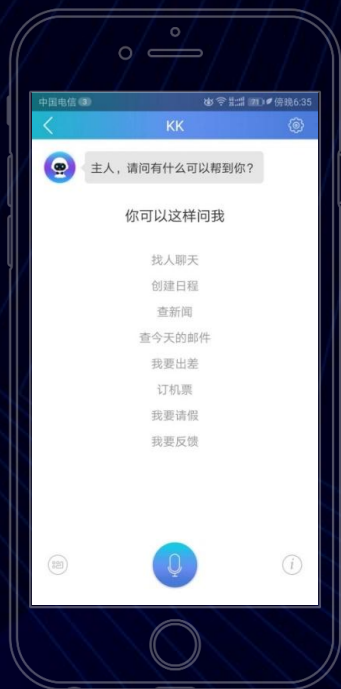 中国电信 傍晚6:35
KK
主人，请问有什么可以帮到你？
你可以这样问我
找人聊天
创建日程
查新闻
查今天的邮件
我要出差
订机票
我要请假
我要反馈